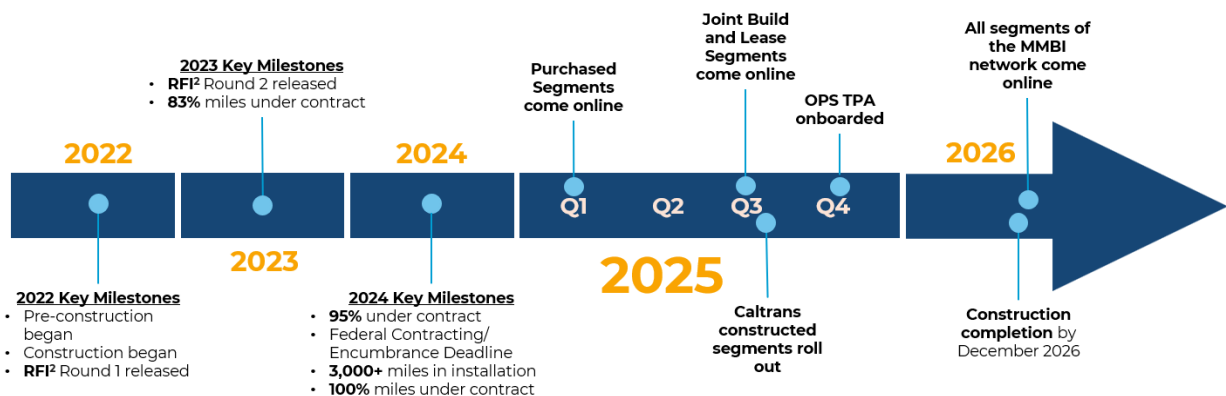 2022
2022 Key Milestones
• Pre-construction
began
• Construction began
• RFI² Round 1 released
2023 Key Milestones
• RFI² Round 2 released
• 83% miles under contract
2023
2024
2024 Key Milestones
• 95% under contract
• Federal Contracting/
Encumbrance Deadline
• 3,000+ miles in installation
• 100% miles under contract
Purchased
Segments
come online
Joint Build
and Lease
Segments
come online
OPS TPA
onboarded
Q1
Q2
Q3
Q4
2025
Caltrans
constructed
segments roll
out
All segments of
the MMBI
network come
online
2026
Construction
completion by
December 2026